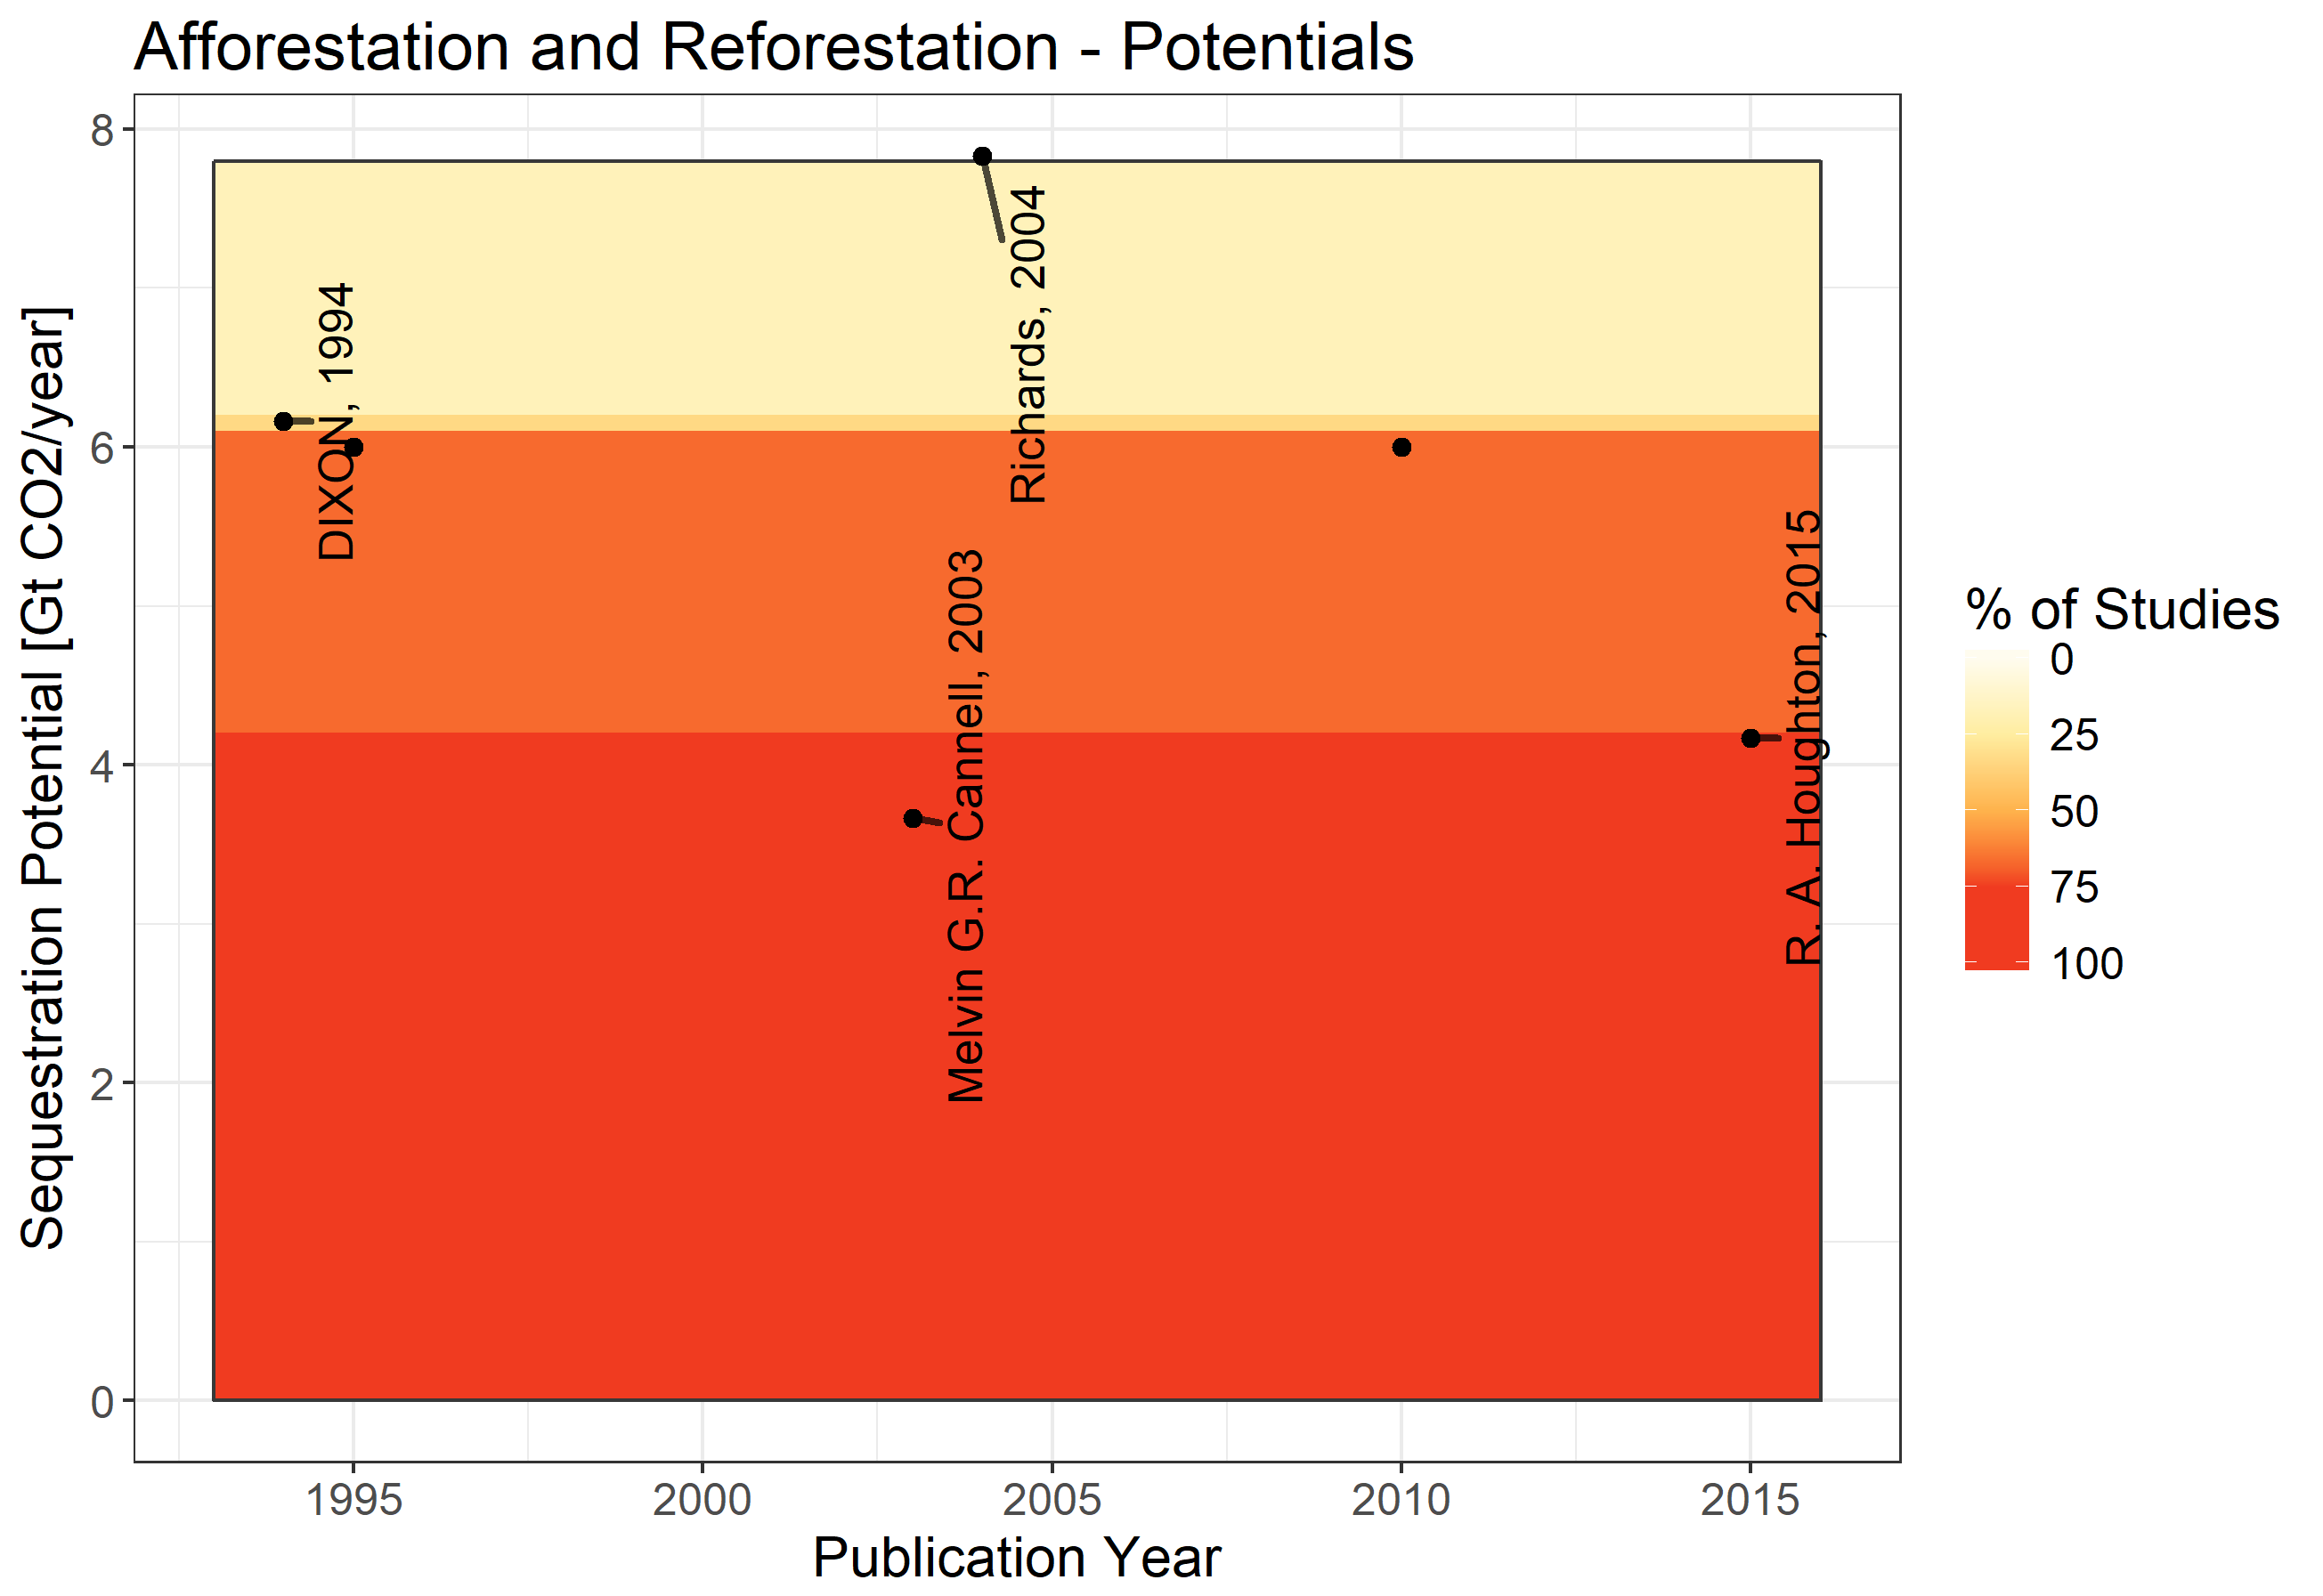 Afforestation and Reforestation - Potentials
Sequestration Potential [Gt CO2/year]
8
6
4
2
0
DIXON, 1994
Melvin G.R. Cannell, 2003
Richards, 2004
R. A. Houghton, 2015
1995
2000
2005
2010
2015
Publication Year
% of Studies
0
25
50
75
100